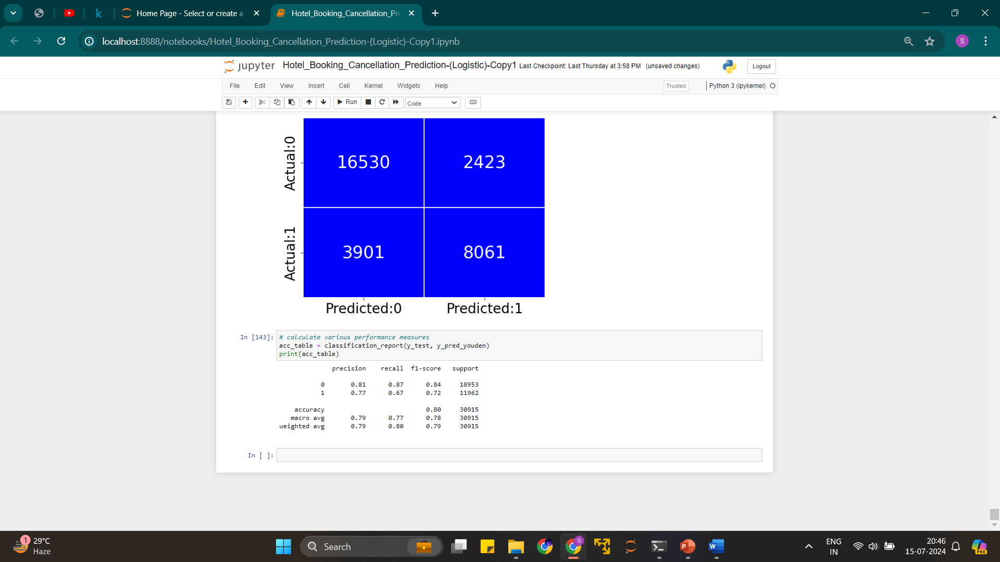 Home Page - Select or create a
Hotel_Booking_Cancellation_Pre
localhost:8888/notebooks/Hotel_Booking_Cancellation_Prediction-(Logistic)-Copy1.ipynb
S
jupyter Hotel_Booking_Cancellation_Prediction-(Logistic)-Copy1 Last Checkpoint: Last Thursday at 3:58 PM (unsaved changes)
Logout
File Edit View Insert Cell Kernel Widgets Help
Trusted
Python 3 (ipykernel)
Run
Code
Actual:0
16530 2423
Actual:1
3901 8061
Predicted:0 Predicted:1
In [143]:
# calculate various performance measures
acc_table = classification_report(y_test, y_pred_youden)
print(acc_table)
precision recall f1-score support
0 0.81 0.87 0.84 18953
1 0.77 0.67 0.72 11962
accuracy 0.80 30915
macro avg 0.79 0.77 0.78 30915
weighted avg 0.79 0.80 0.79 30915
In [ ]:
1
29°C
Haze
Search
S
P
W
ENG
IN
20:46
15-07-2024
PRE